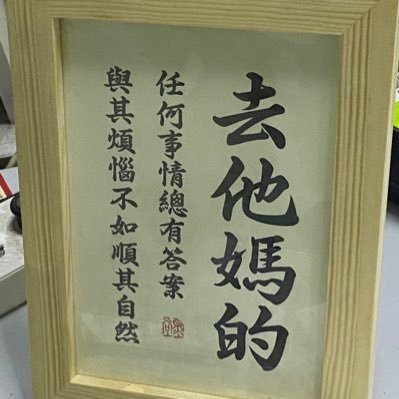 去他媽的
任何事情總有答案
與其煩惱不如順其自然